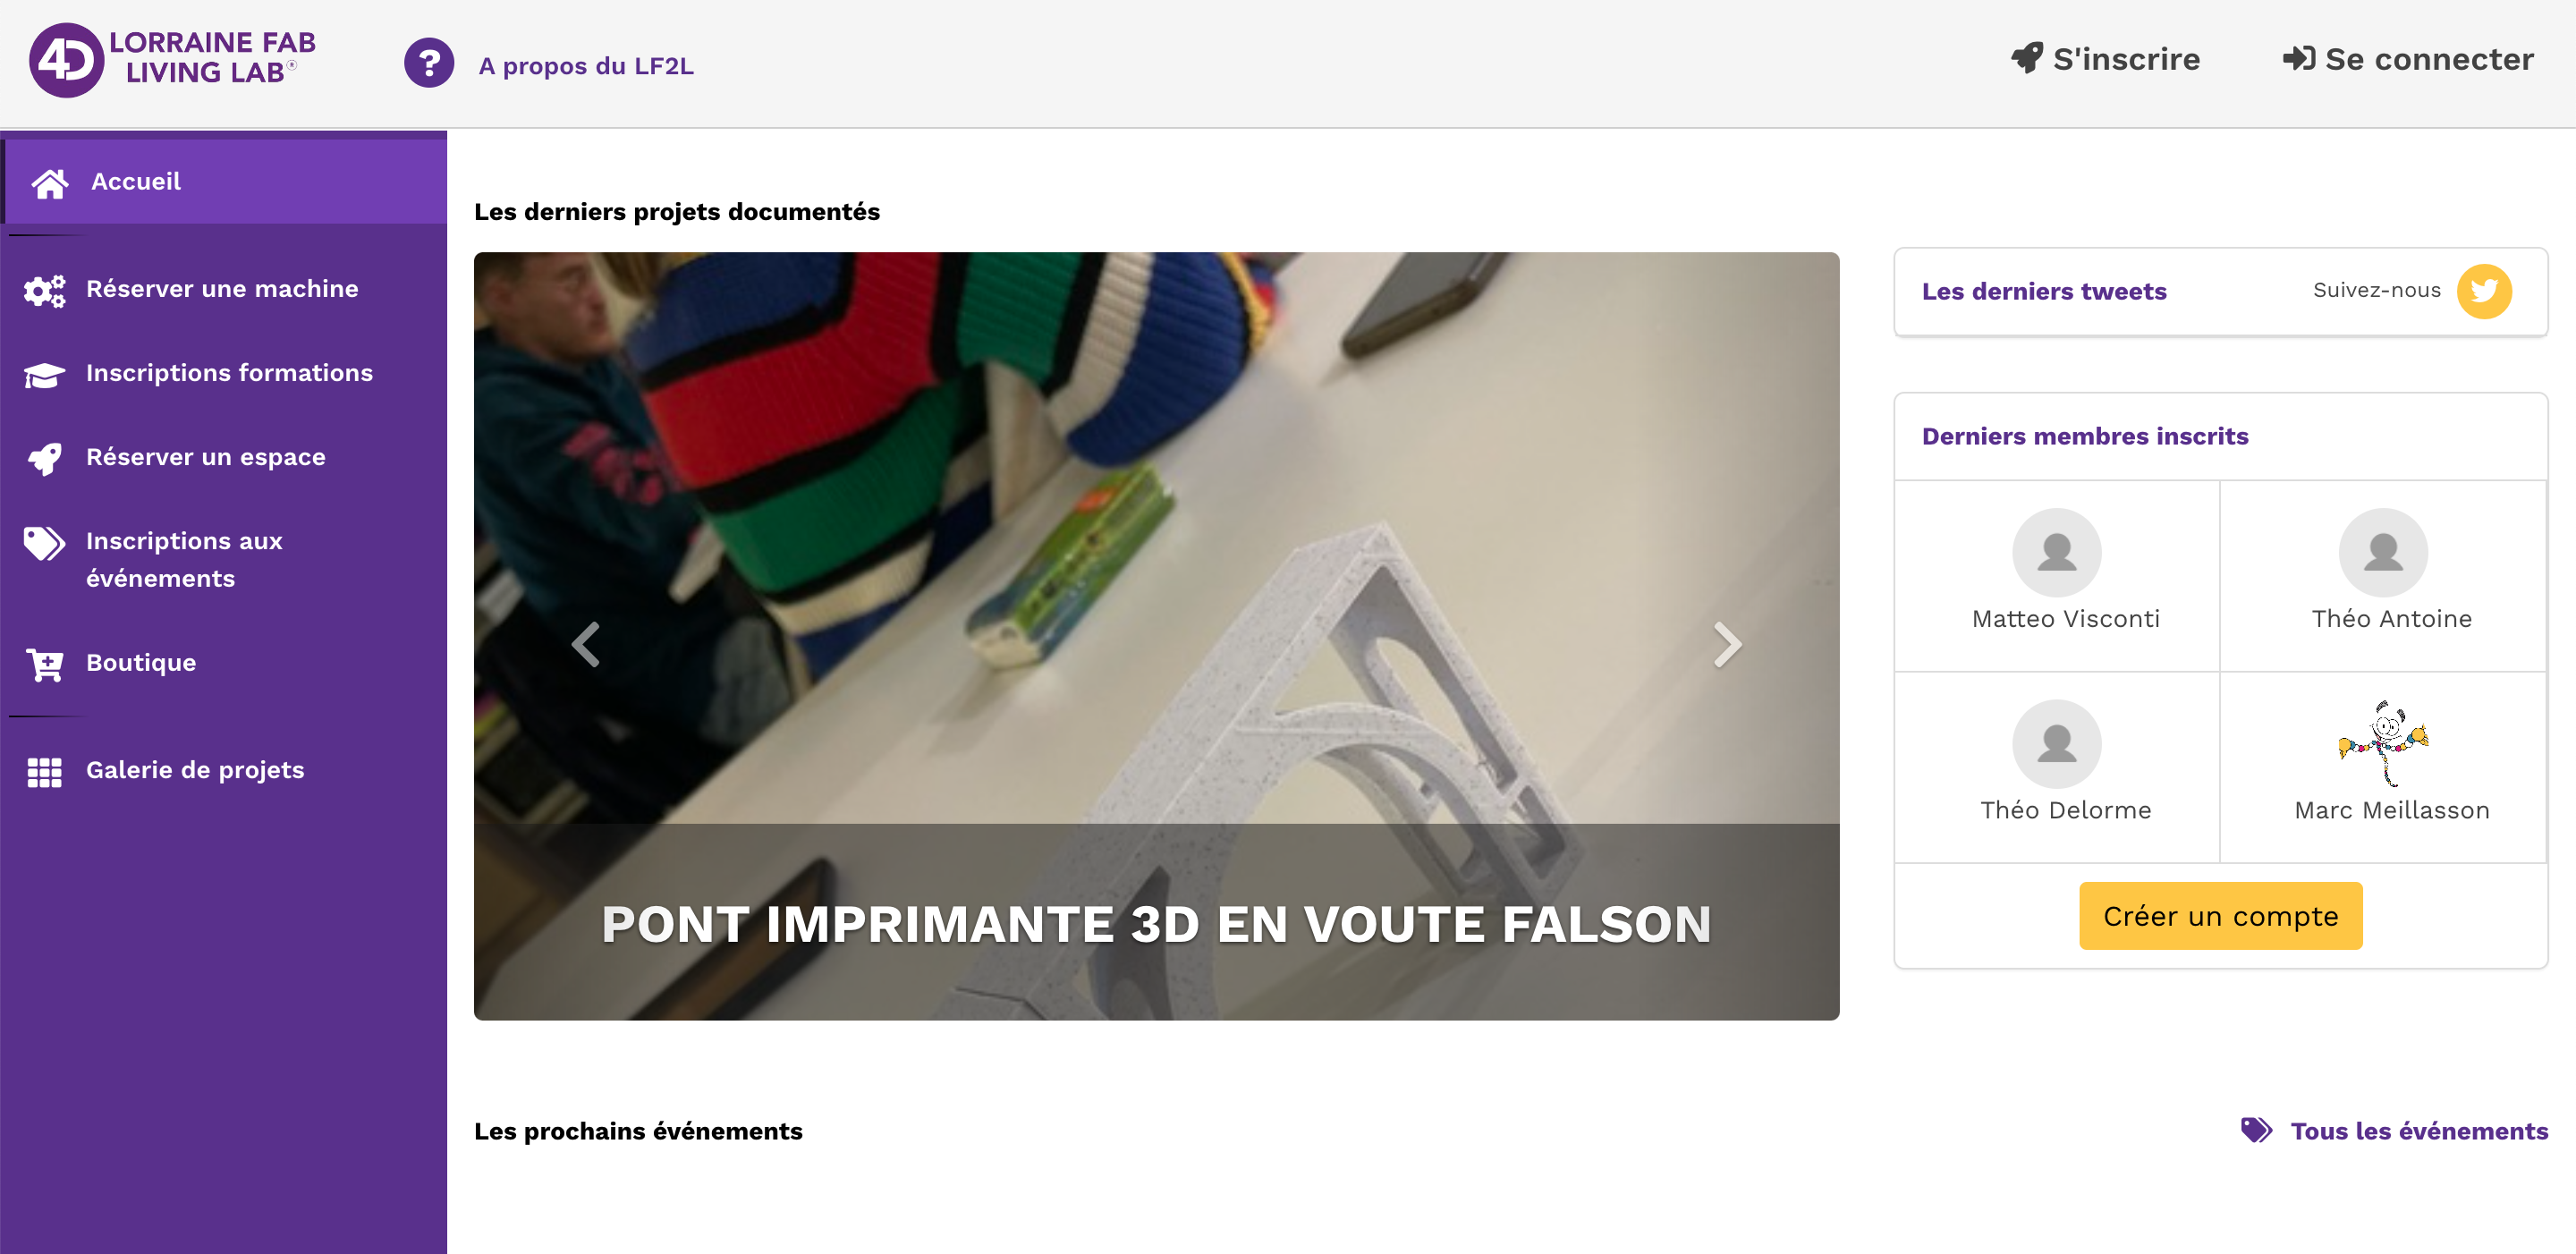 4D LORRAINE FAB
LIVING LAB®
? A propos du LF2L
S'inscrire
Se connecter
Accueil
Réserver une machine
Inscriptions formations
Réserver un espace
Inscriptions aux
événements
Boutique
Galerie de projets
Les derniers projets documentés
PONT IMPRIMANTE 3D EN VOUTE FALSON
Les derniers tweets
Suivez-nous
Derniers membres inscrits
Matteo Visconti
Théo Antoine
Théo Delorme
Marc Meillasson
Créer un compte
Les prochains événements
Tous les événements